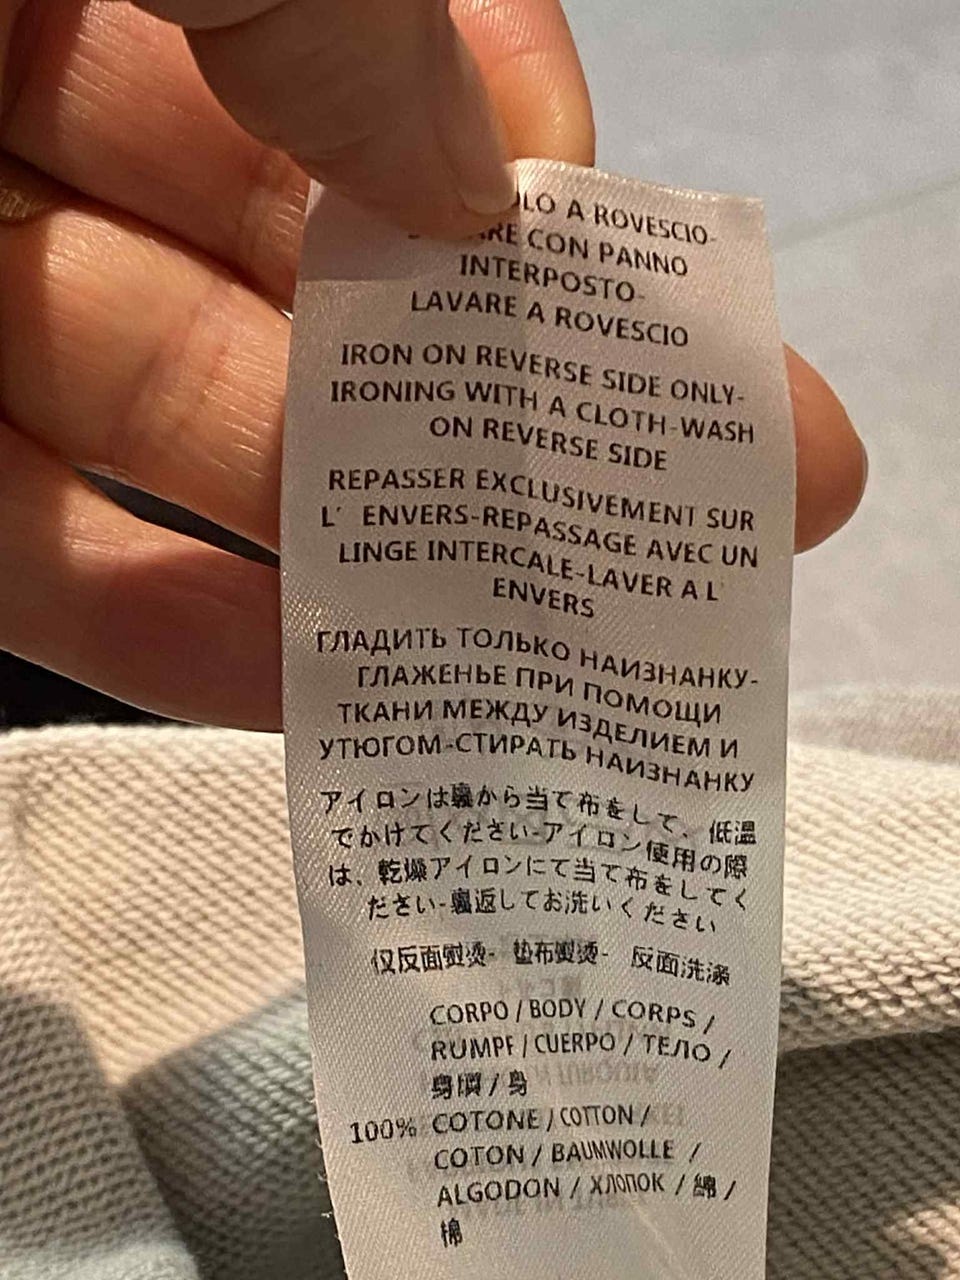 A ROVESCIO-
CON PANNO
INTERPOSTO-
LAVARE A ROVESCIO
IRON ON REVERSE SIDE ONLY-
IRONING WITH A CLOTH-WASH
ON REVERSE SIDE
REPASSER EXCLUSIVEMENT SUR
L' ENVERS-REPASSAGE AVEC UN
LINGE INTERCALE-LAVER A L'
ENVERS
ГЛАДИТЬ ТОЛЬКО НАИЗНАНКУ-
ГЛАЖЕНЬЕ ПРИ ПОМОЩИ
ТКАНИ МЕЖДУ ИЗДЕЛИЕМ И
УТЮГОМ-СТИРАТЬ НАИЗНАНКУ
アイロンは裏から当て布をして、低温
でかけてください-アイロン使用の際
は、乾燥アイロンにて当て布をしてく
ださい-裏返してお洗いください
仅反面熨烫- 垫布熨烫- 反面洗涤
CORPO / BODY / CORPS /
RUMPF / CUERPO / ТЕЛО /
身頃 / 身
100% COTONE / COTTON /
COTON / BAUMWOLLE /
ALGODON / ХЛОПОК / 綿 /
棉